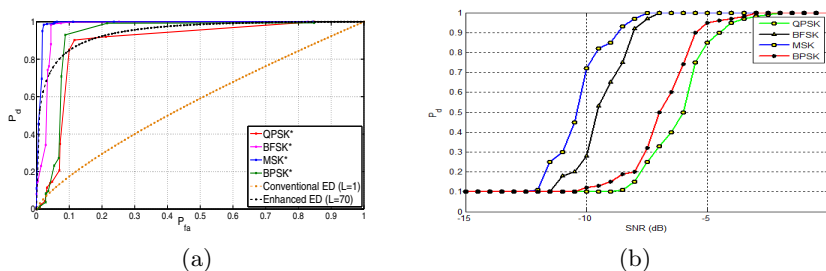 1
0.8
0.6
0.4
0.2
0
P_d
0
0.1
0.2
0.3
0.4
0.5
0.6
0.7
0.8
0.9
1
P_fa
QPSK*
BFSK*
MSK*
BPSK*
Conventional ED (L=1)
Enhanced ED (L=70)
(a)
1
0.9
0.8
0.7
0.6
0.5
0.4
0.3
0.2
0.1
0
P_d
-15
-10
-5
SNR (dB)
QPSK
BFSK
MSK
BPSK
(b)